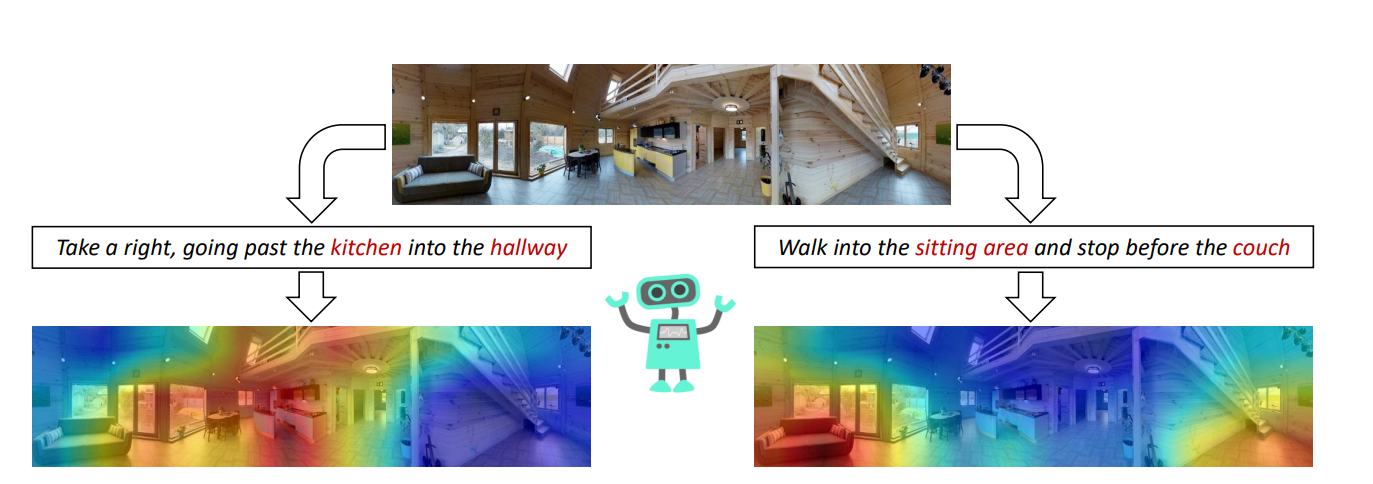 Take a right, going past the kitchen into the hallway
Walk into the sitting area and stop before the couch